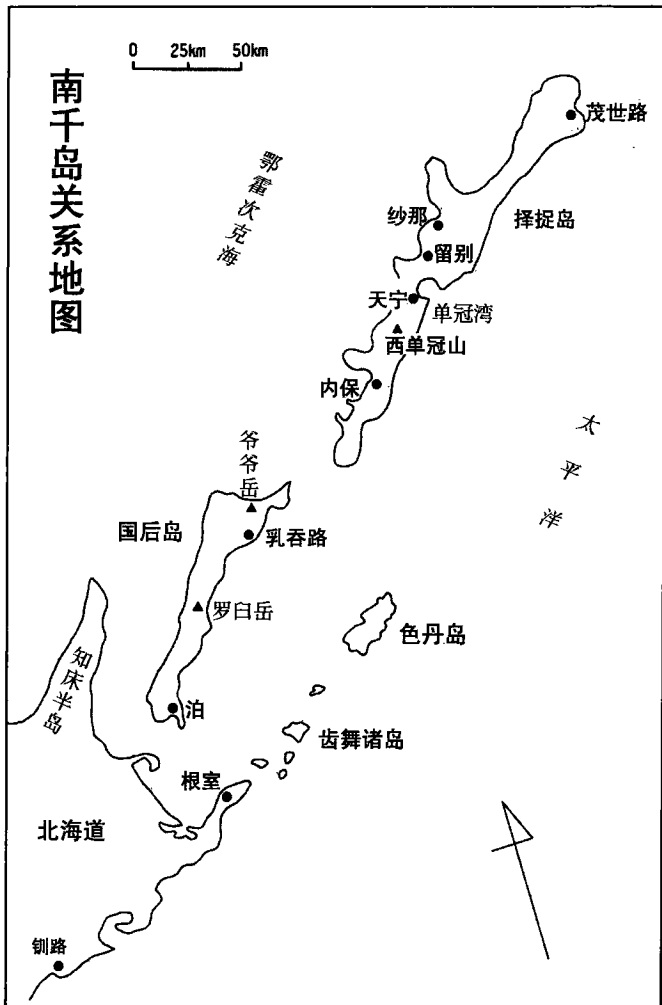 0 25km 50km
南千岛关系地图
鄂霍次克海
茂世路
纱那
择捉岛
留别
天宁
单冠湾
西单冠山
内保
太平洋
爷爷岳
国后岛
乳吞路
罗臼岳
色丹岛
知床半岛
泊
齿舞诸岛
根室
北海道
钏路